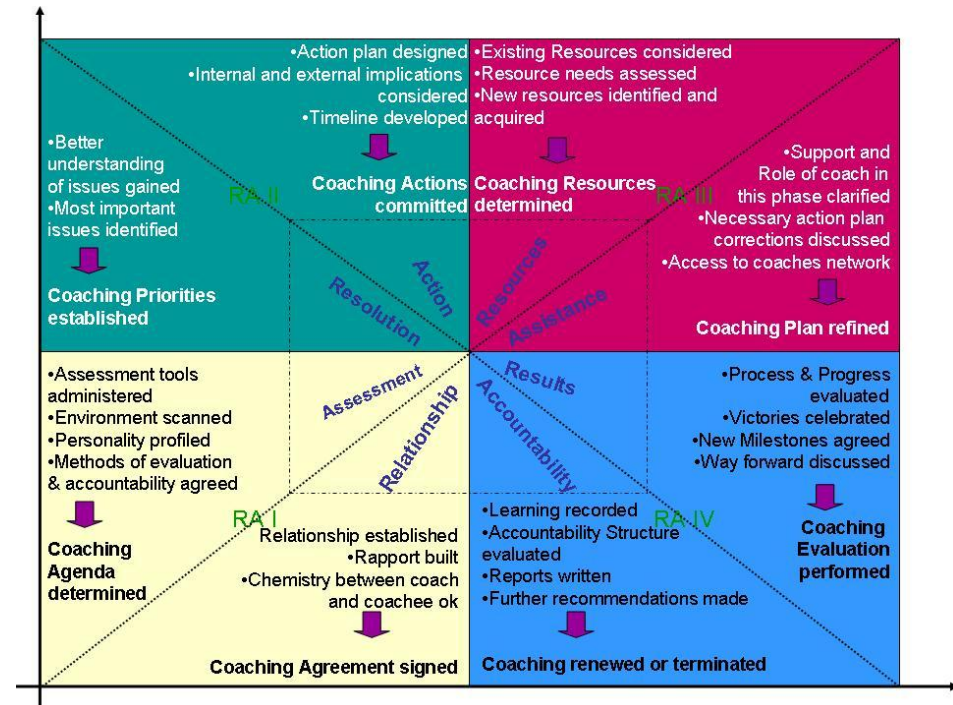 •Action plan designed
•Internal and external implications
considered
•Timeline developed
Coaching Actions
committed
•Existing Resources considered
•Resource needs assessed
•New resources identified and
acquired
Coaching Resources
determined
•Better
understanding
of issues gained
•Most important
issues identified
Coaching Priorities
established
RA II
RA III
•Support and
Role of coach in
this phase clarified
•Necessary action plan
corrections discussed
•Access to coaches network
Coaching Plan refined
Resolution
Action
Resources
Assistance
Assessment
Relationship
Results
Accountability
•Assessment tools
administered
•Environment scanned
•Personality profiled
•Methods of evaluation
& accountability agreed
Coaching
Agenda
determined
RA I
Relationship established
•Rapport built
•Chemistry between coach
and coachee ok
Coaching Agreement signed
•Learning recorded
•Accountability Structure
evaluated
•Reports written
•Further recommendations made
Coaching renewed or terminated
RA IV
•Process & Progress
evaluated
•Victories celebrated
•New Milestones agreed
•Way forward discussed
Coaching
Evaluation
performed